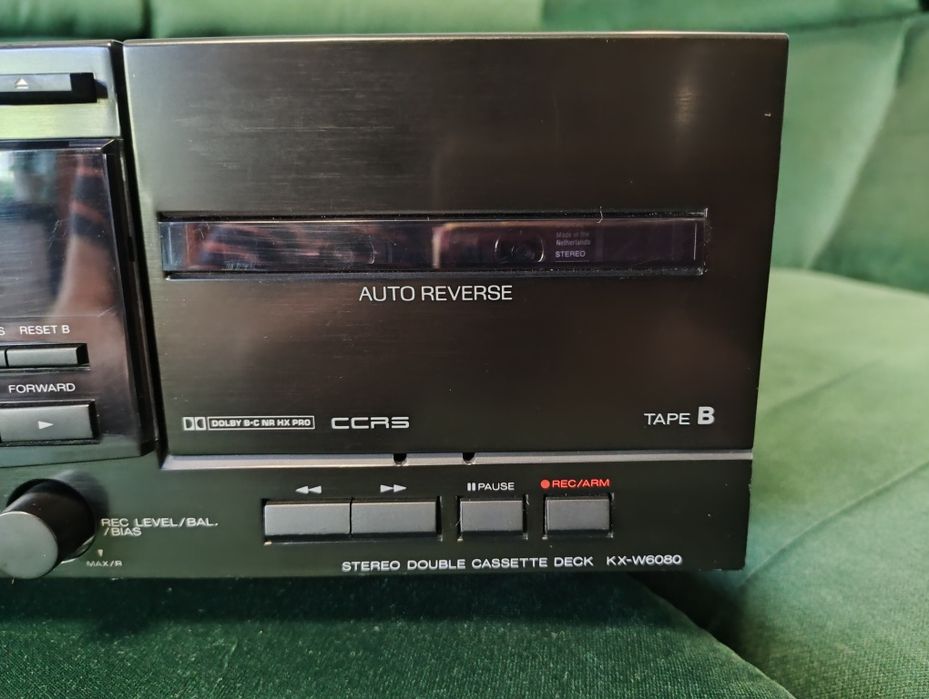 Made in the
Netherlands
STEREO
AUTO REVERSE
RESET B
FORWARD
DOLBY B-C NR HX PRO CCRS
TAPE B
PAUSE REC/ARM
REC LEVEL/BAL.
/BIAS
MAX/R
STEREO DOUBLE CASSETTE DECK KX-W6080